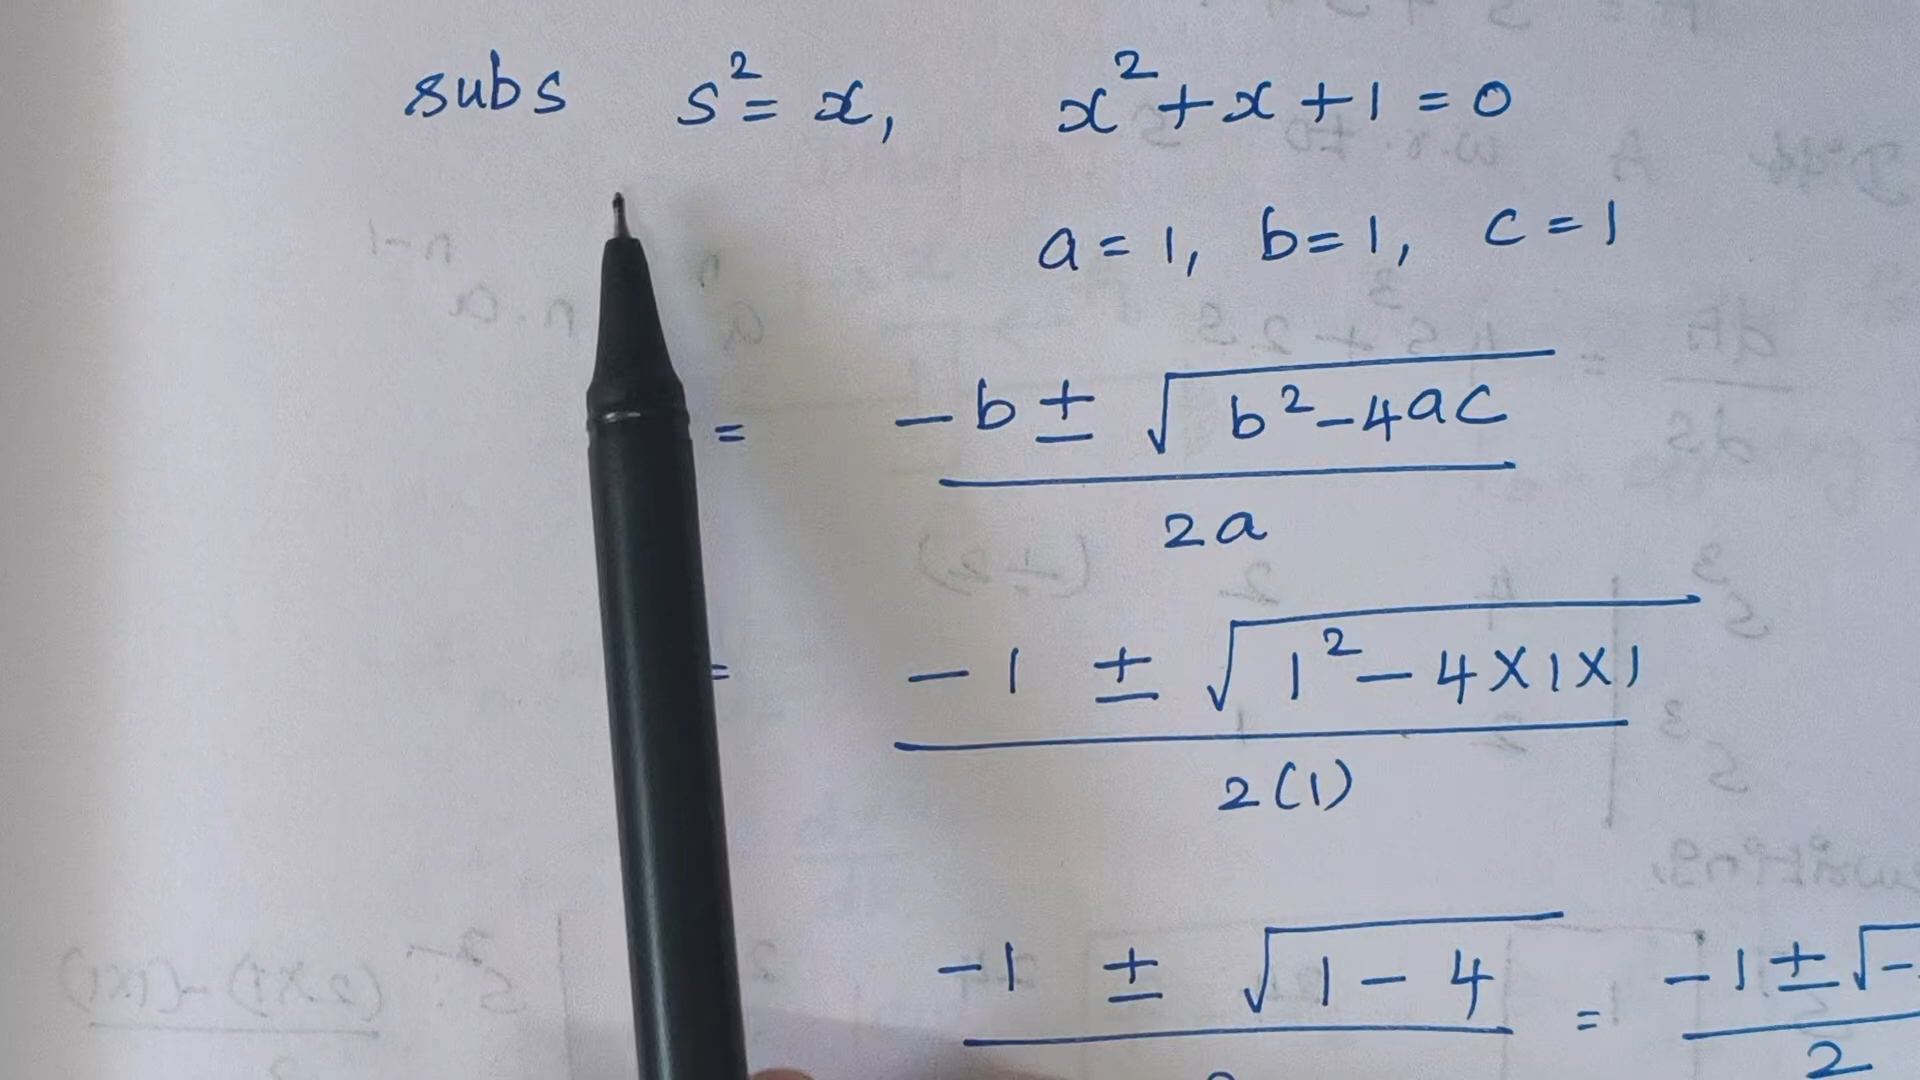 subs s² = x, x² + x + 1 = 0
a = 1, b = 1, c = 1
= -b ± √(b² - 4ac)
2a
= -1 ± √(1² - 4×1×1)
2(1)
-1 ± √(1 - 4) = -1 ± √-
2